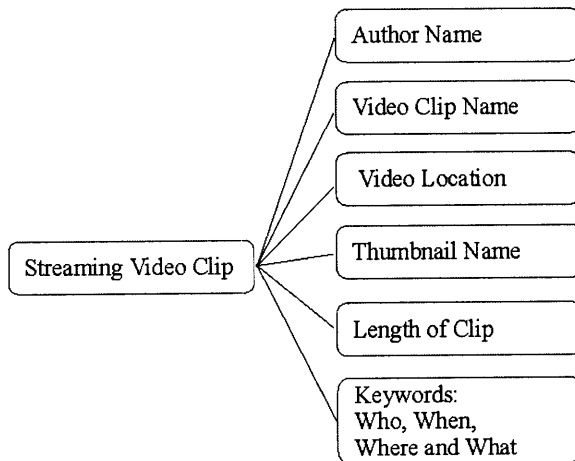 Author Name
Video Clip Name
Video Location
Streaming Video Clip
Thumbnail Name
Length of Clip
Keywords:
Who, When,
Where and What